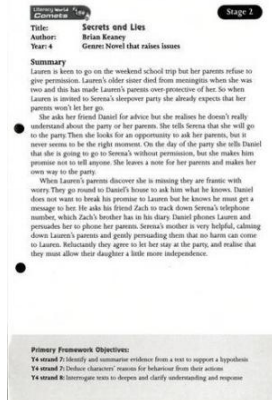 Literacy World
Comets
Stage 2
Title: Secrets and Lies
Author: Brian Keaney
Year: 4 Genre: Novel that raises issues
Summary
Lauren is keen to go on the weekend school trip but her parents refuse to
give permission. Lauren's older sister died from meningitis when she was
two and this has made Lauren's parents over-protective of her. So when
Lauren is invited to Serena's sleepover party she already expects that her
parents won't let her go.
She asks her friend Daniel for advice but she realises he doesn't really
understand about the party or her parents. She tells Serena that she will go
to the party. Then she looks for an opportunity to ask her parents, but it
never seems to be the right moment. On the day of the party she tells Daniel
that she is going to go to Serena's without permission, but she makes him
promise not to tell anyone. She leaves a note for her parents and makes her
own way to the party.
When Lauren's parents discover she is missing they are frantic with
worry. They go round to Daniel's house to ask him what he knows. Daniel
does not want to break his promise to Lauren but he knows he must get a
message to her. He asks his friend Zach to track down Serena's telephone
number, which Zach's brother has in his diary. Daniel phones Lauren and
persuades her to phone her parents. Serena's mother is very helpful, calming
down Lauren's parents and gently persuading them that no harm can come
to Lauren. Reluctantly they agree to let her stay at the party, and realise that
they must allow their daughter a little more independence.
Primary Framework Objectives:
Y4 strand 7: Identify and summarise evidence from a text to support a hypothesis
Y4 strand 7: Deduce characters' reasons for behaviour from their actions
Y4 strand 8: Interrogate texts to deepen and clarify understanding and response